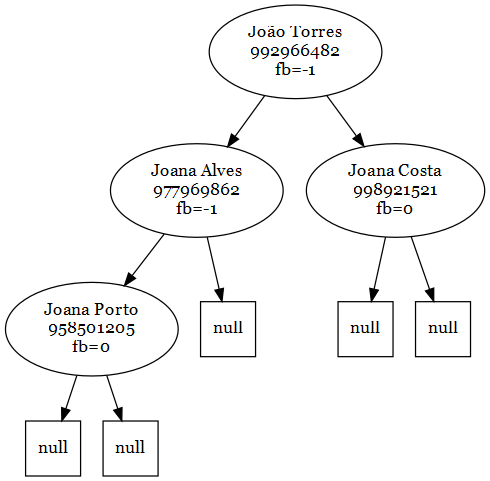 João Torres
992966482
fb=-1
Joana Alves
977969862
fb=-1
Joana Costa
998921521
fb=0
Joana Porto
958501205
fb=0
null
null
null
null
null